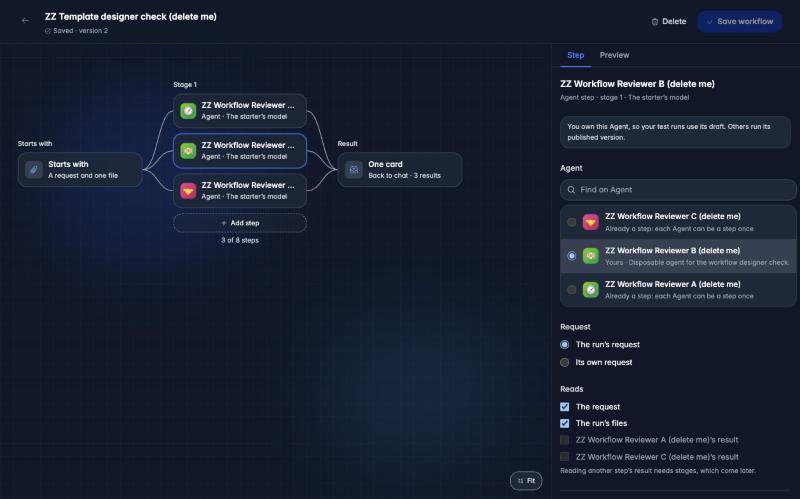 ZZ Template designer check (delete me)
Saved · version 2
Delete
Save workflow
Stage 1
ZZ Workflow Reviewer ...
Agent · The starter's model
ZZ Workflow Reviewer ...
Agent · The starter's model
ZZ Workflow Reviewer ...
Agent · The starter's model
Starts with
Starts with
A request and one file
Result
One card
Back to chat · 3 results
+ Add step
3 of 8 steps
Fit
Step
Preview
ZZ Workflow Reviewer B (delete me)
Agent step · stage 1 · The starter's model
You own this Agent, so your test runs use its draft. Others run its
published version.
Agent
Find an Agent
ZZ Workflow Reviewer C (delete me)
Already a step: each Agent can be a step once
ZZ Workflow Reviewer B (delete me)
Yours · Disposable agent for the workflow designer check.
ZZ Workflow Reviewer A (delete me)
Already a step: each Agent can be a step once
Request
The run's request
Its own request
Reads
The request
The run's files
ZZ Workflow Reviewer A (delete me)'s result
ZZ Workflow Reviewer C (delete me)'s result
Reading another step's result needs stages, which come later.